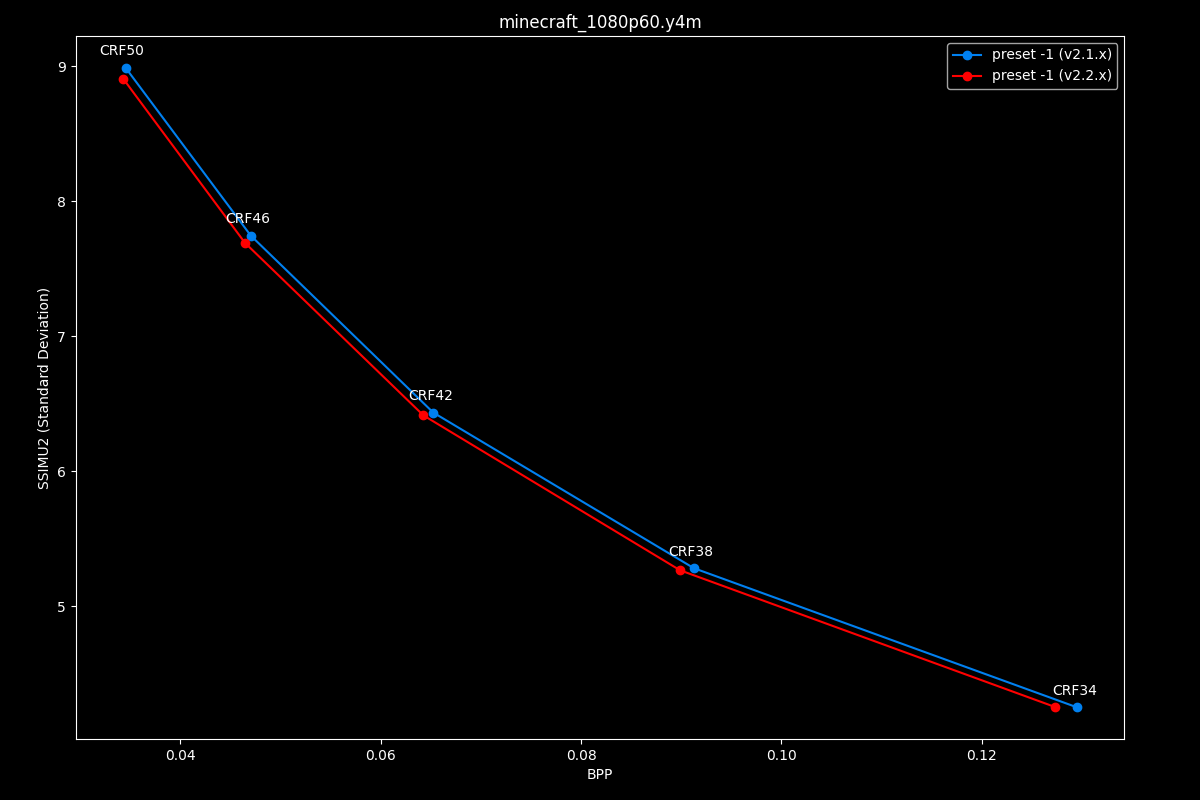 minecraft_1080p60.y4m
CRF50
preset -1 (v2.1.x)
preset -1 (v2.2.x)
9
8
7
6
5
SSIMU2 (Standard Deviation)
CRF46
CRF42
CRF38
CRF34
0.04
0.06
0.08
0.10
0.12
BPP